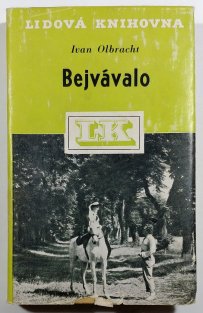 LIDOVÁ KNIHOVNA
Ivan Olbracht
Bejvávalo
LK